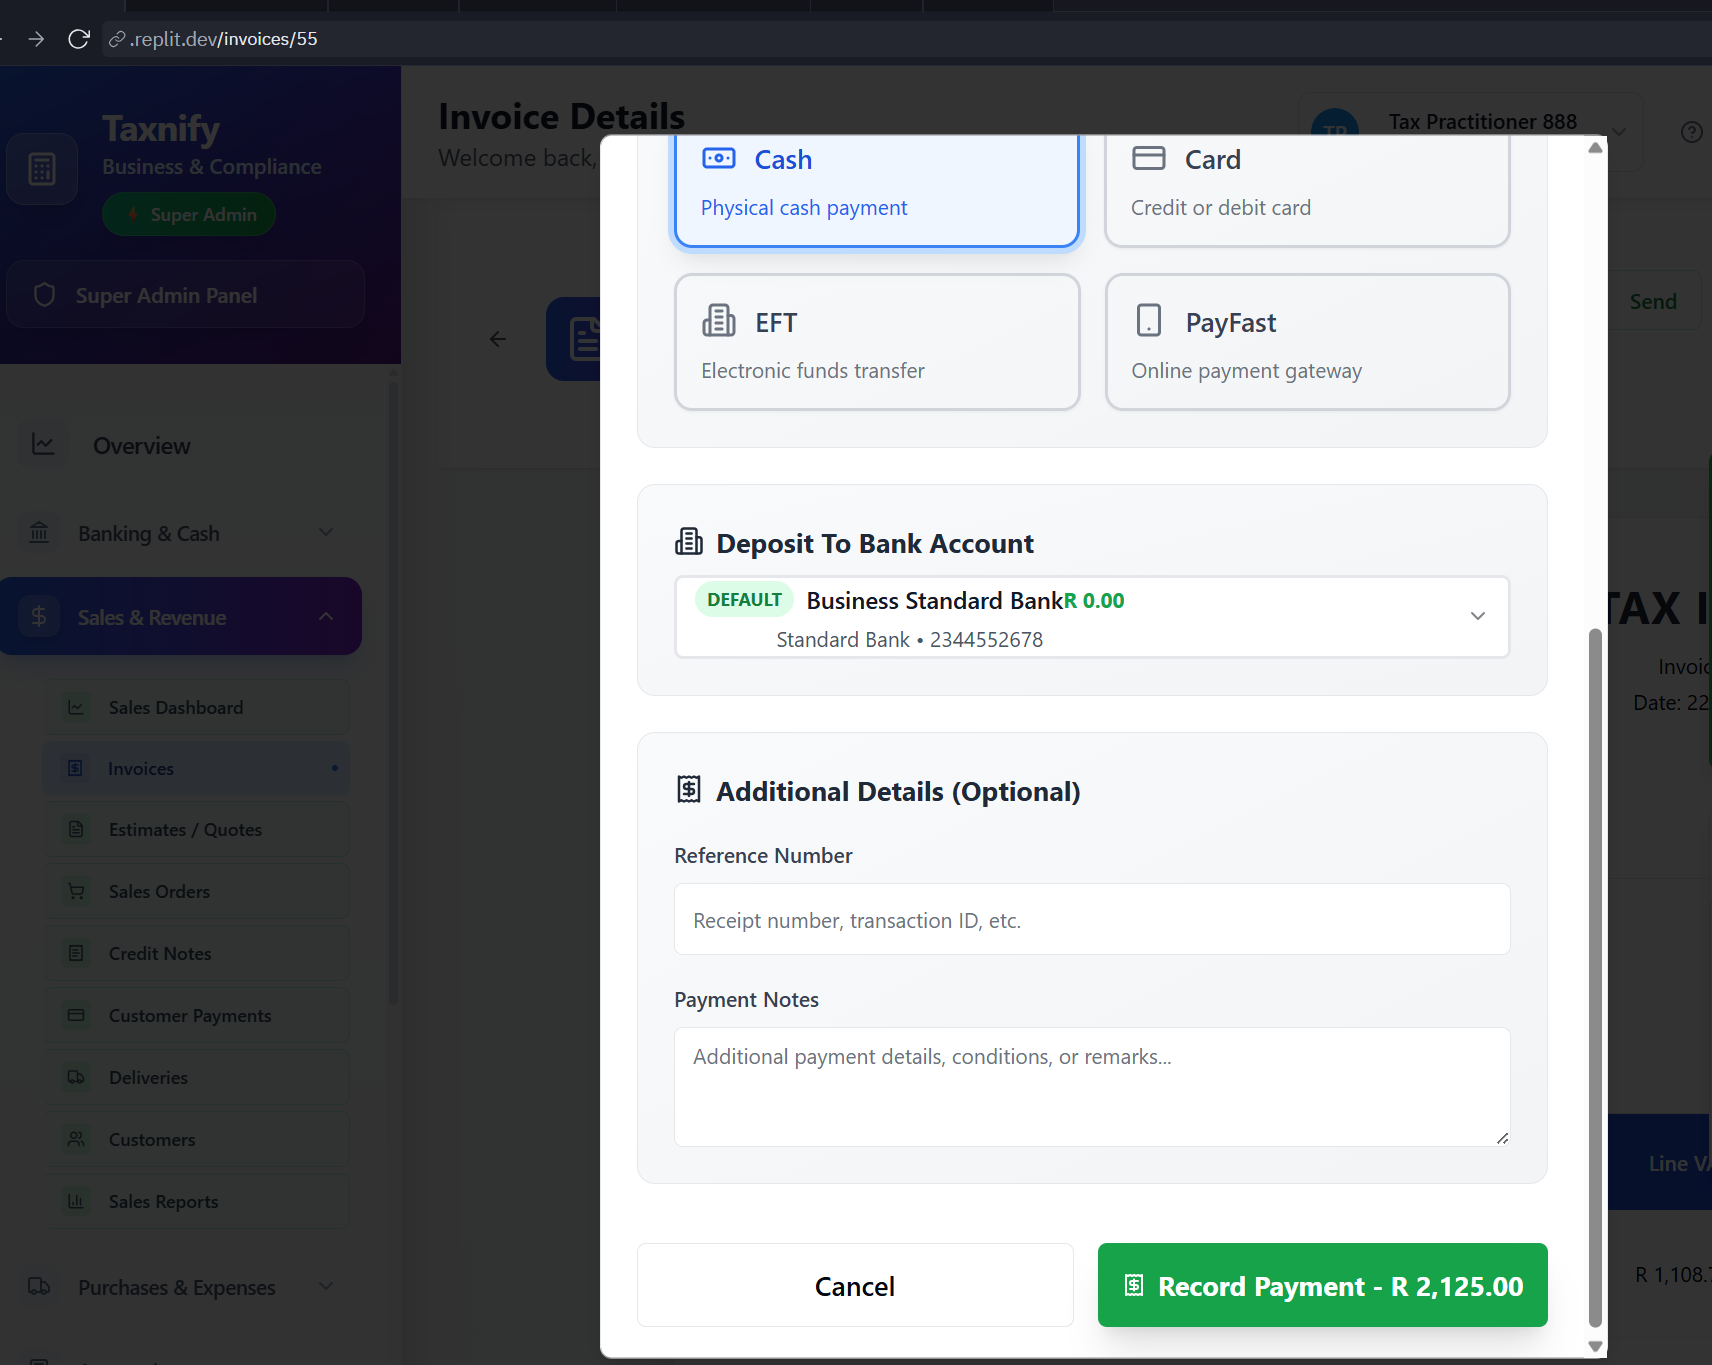 .replit.dev/invoices/55
Taxnify
Business & Compliance
Super Admin
Super Admin Panel
Overview
Banking & Cash
Sales & Revenue
Sales Dashboard
Invoices
Estimates / Quotes
Sales Orders
Credit Notes
Customer Payments
Deliveries
Customers
Sales Reports
Purchases & Expenses
Invoice Details
Welcome back,
Tax Practitioner 888
Send
TAX
Date: 22
Line
R 1,108.
Cash
Physical cash payment
Card
Credit or debit card
EFT
Electronic funds transfer
PayFast
Online payment gateway
Deposit To Bank Account
DEFAULT Business Standard BankR 0.00
Standard Bank • 2344552678
Additional Details (Optional)
Reference Number
Receipt number, transaction ID, etc.
Payment Notes
Additional payment details, conditions, or remarks...
Cancel
Record Payment - R 2,125.00